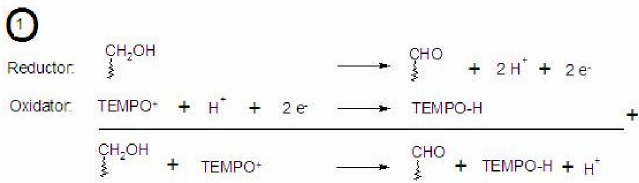 1
Reductor: CH₂OH → CHO + 2 H⁺ + 2 e⁻
Oxidator: TEMPO⁺ + H⁺ + 2 e⁻ → TEMPO-H
+
CH₂OH + TEMPO⁺ → CHO + TEMPO-H + H⁺